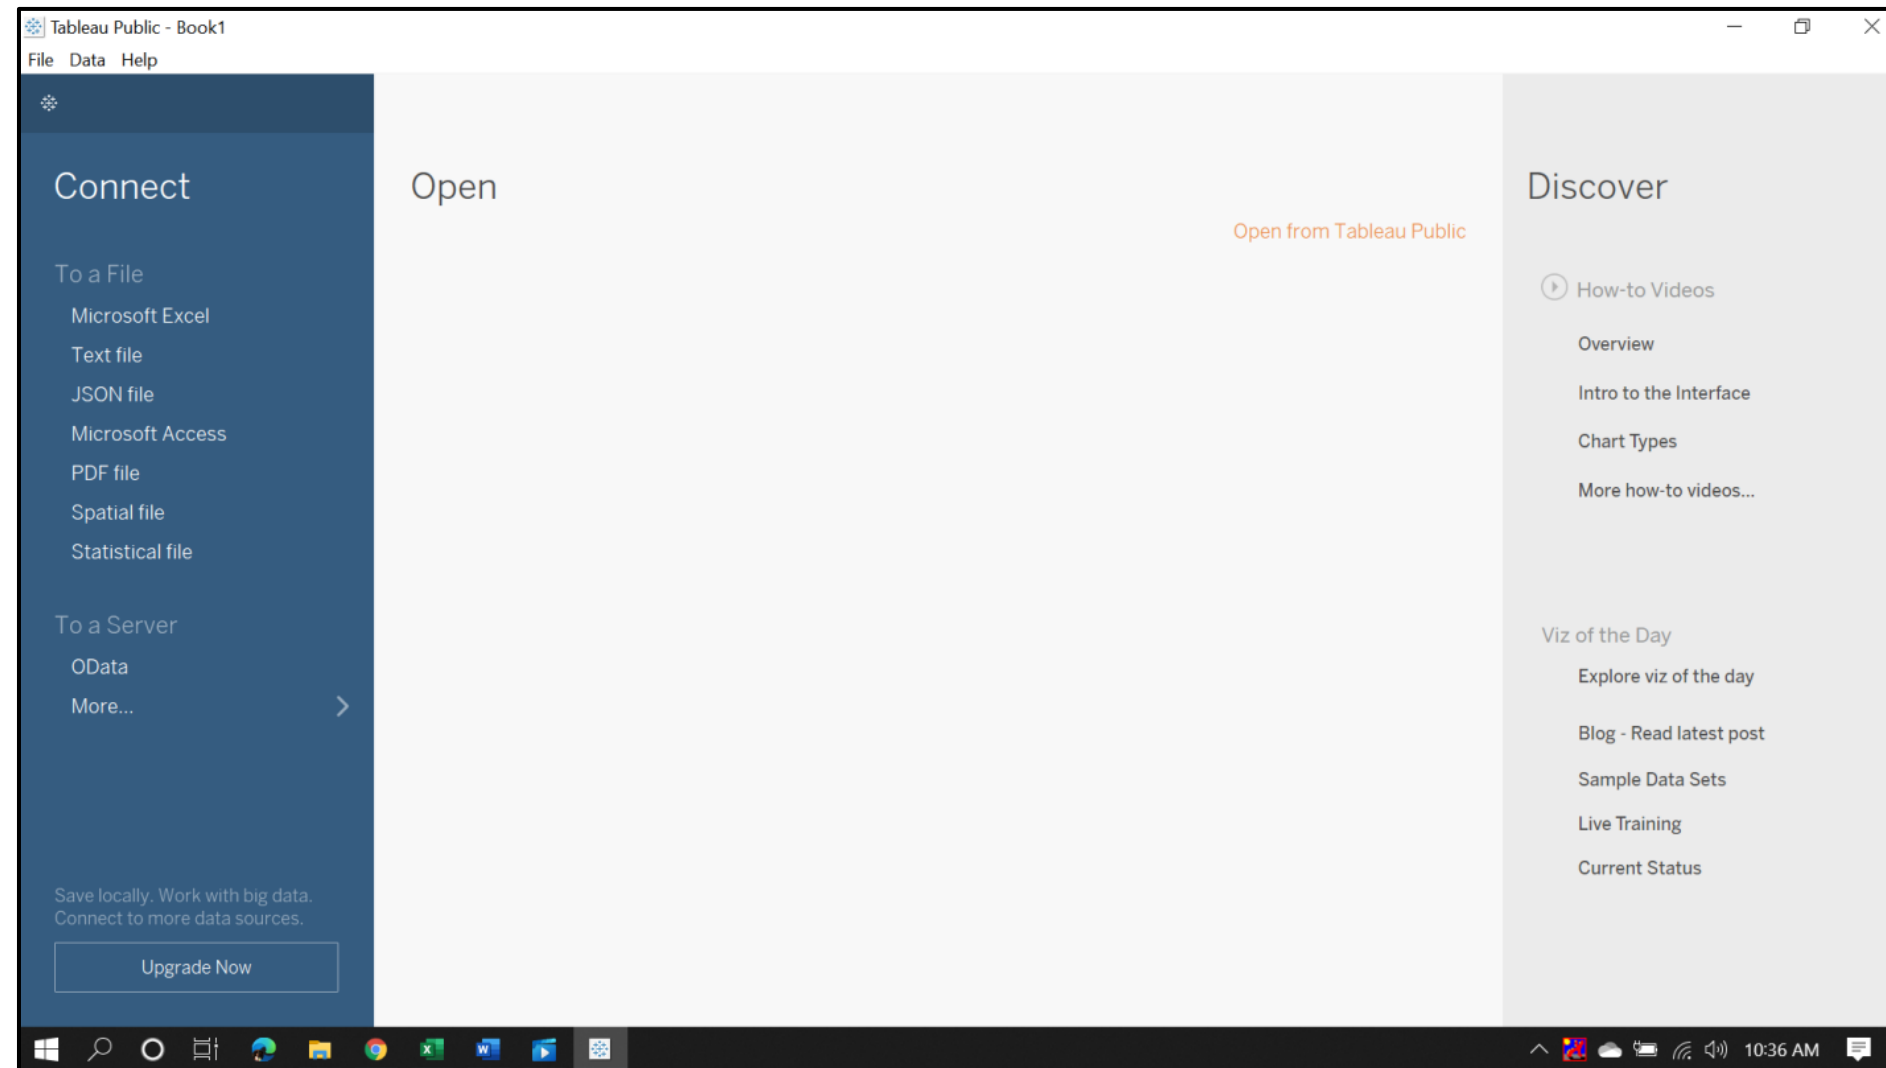 Tableau Public - Book1
File Data Help
Connect
To a File
Microsoft Excel
Text file
JSON file
Microsoft Access
PDF file
Spatial file
Statistical file
To a Server
OData
More...
Save locally. Work with big data.
Connect to more data sources.
Upgrade Now
Open
Open from Tableau Public
Discover
How-to Videos
Overview
Intro to the Interface
Chart Types
More how-to videos...
Viz of the Day
Explore viz of the day
Blog - Read latest post
Sample Data Sets
Live Training
Current Status
10:36 AM